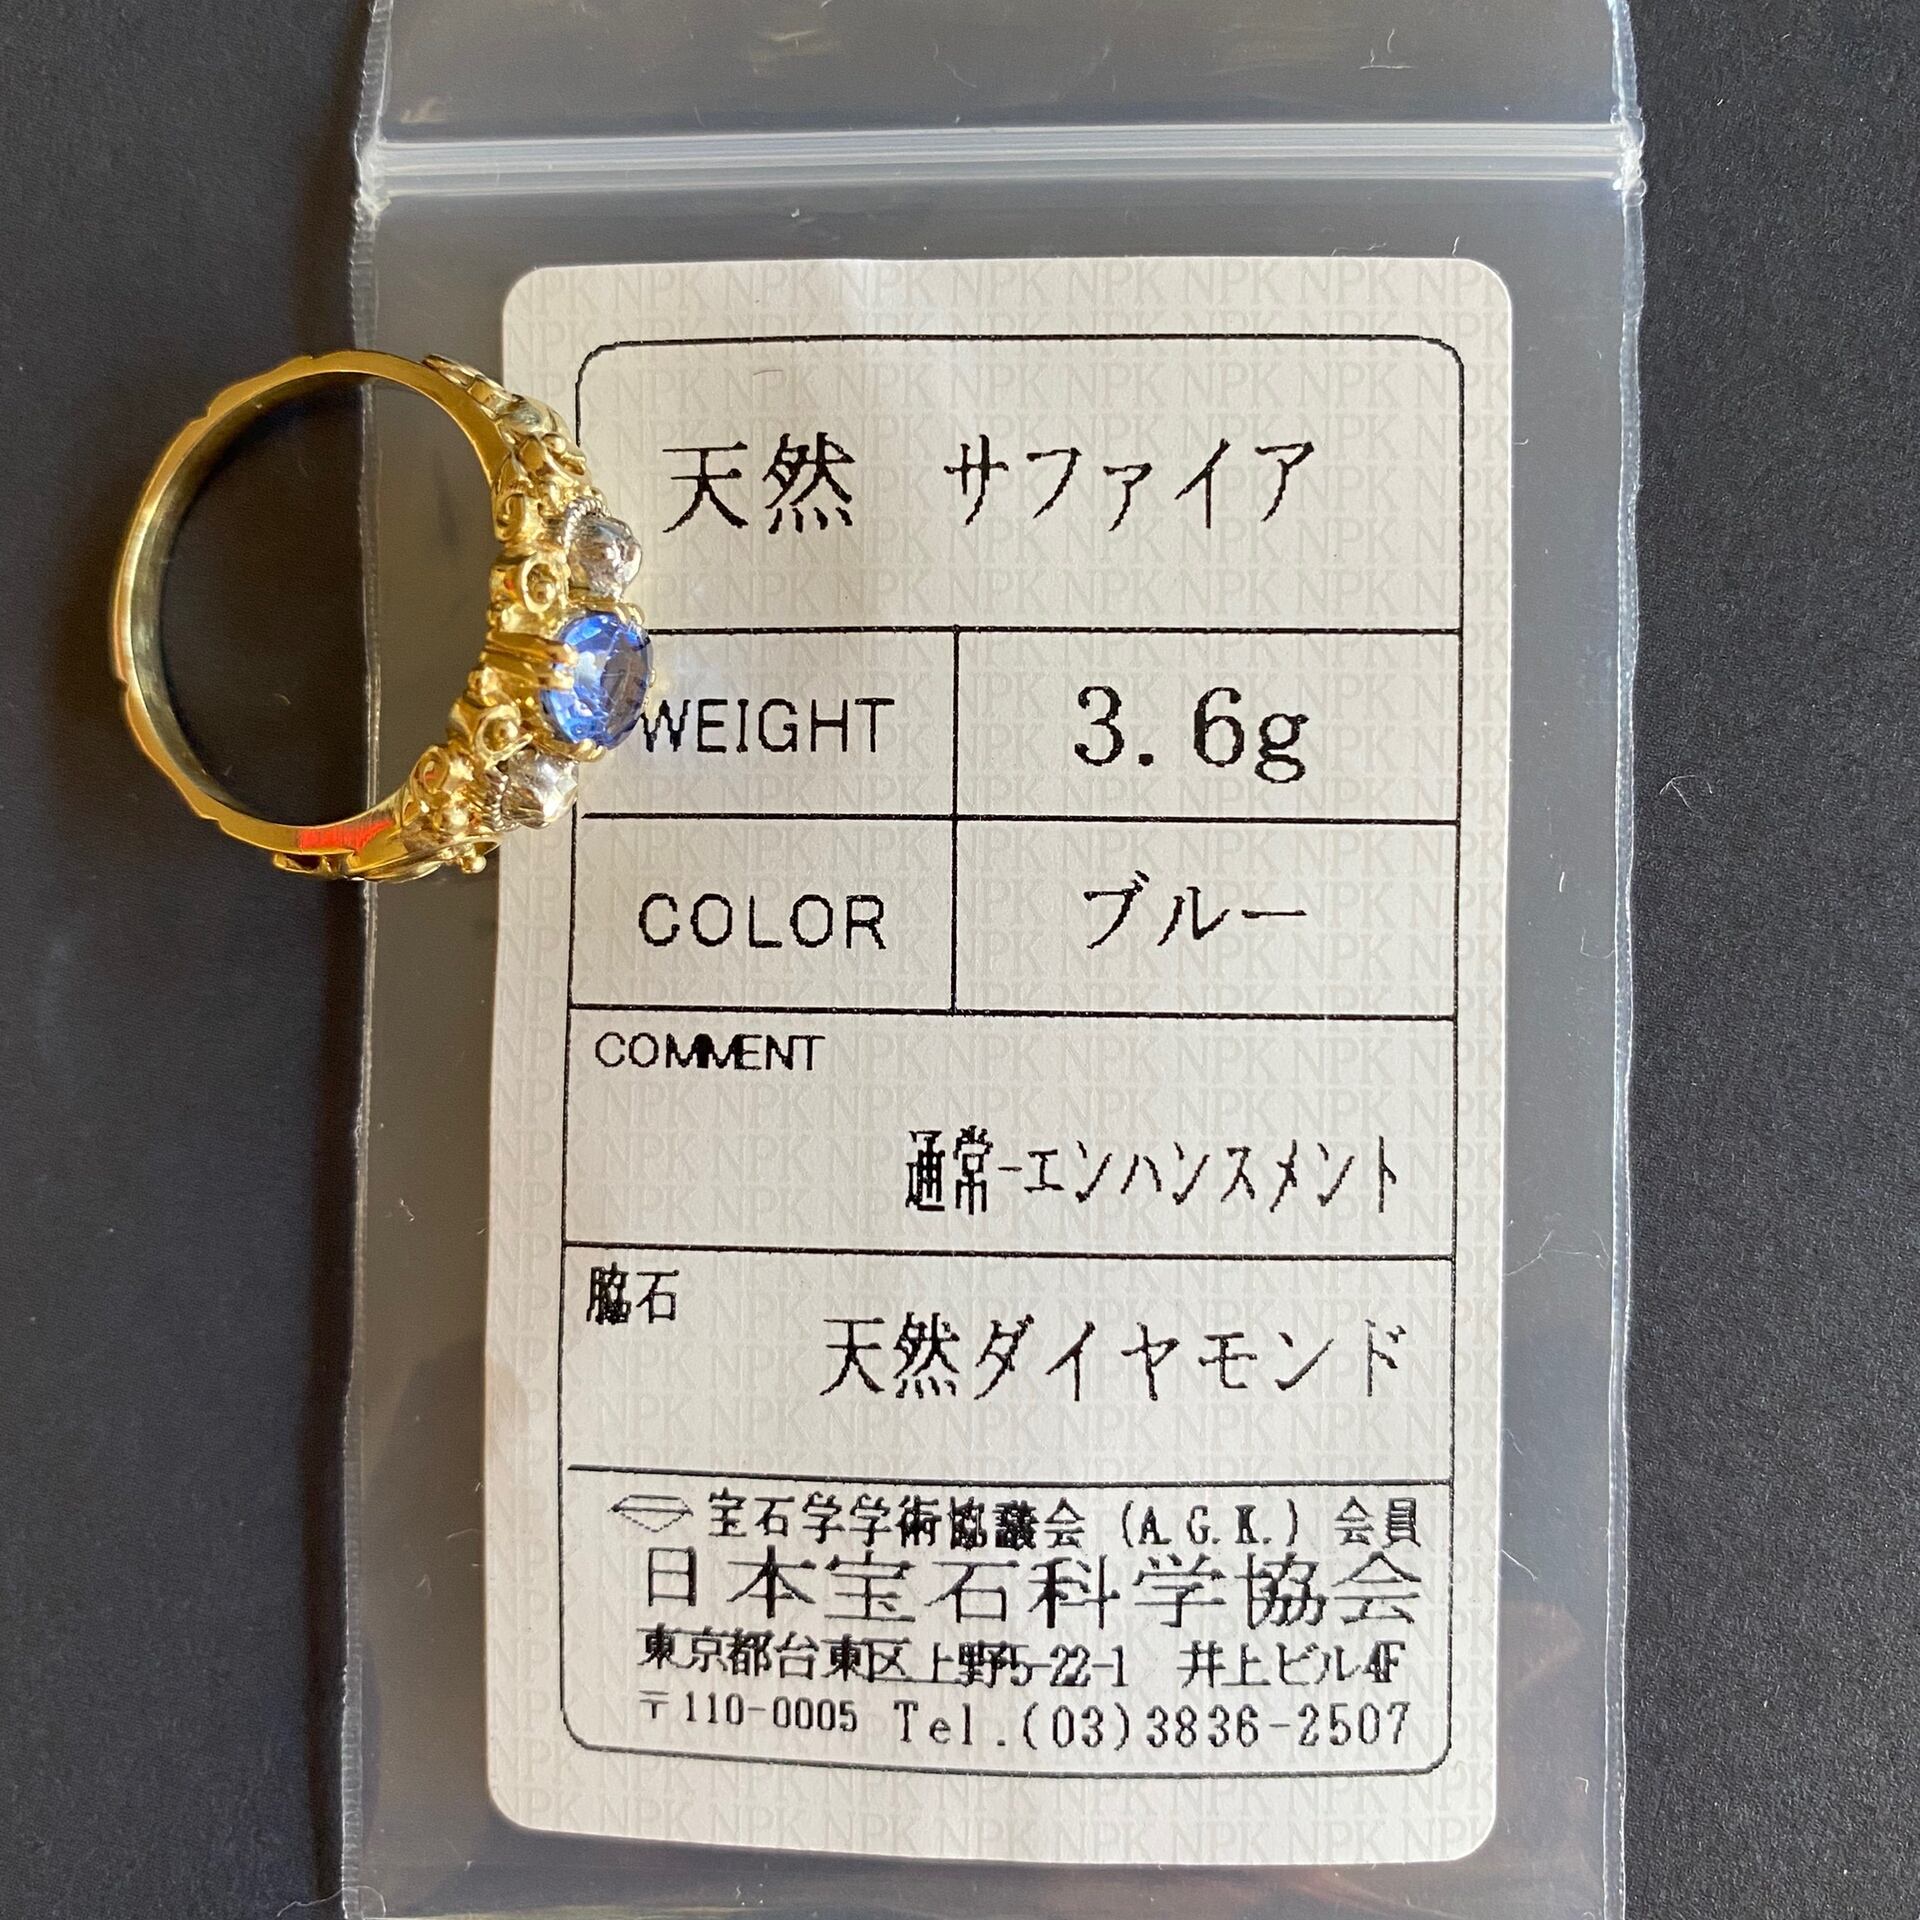 天然 サファイア
WEIGHT 3.6g
COLOR ブルー
COMMENT
通常-エンハンスメント
脇石
天然ダイヤモンド
宝石学学術協議会 (A.G.K.) 会員
日本宝石科学協会
東京都台東区上野5-22-1 井上ビル4F
〒110-0005 Tel.(03)3836-2507